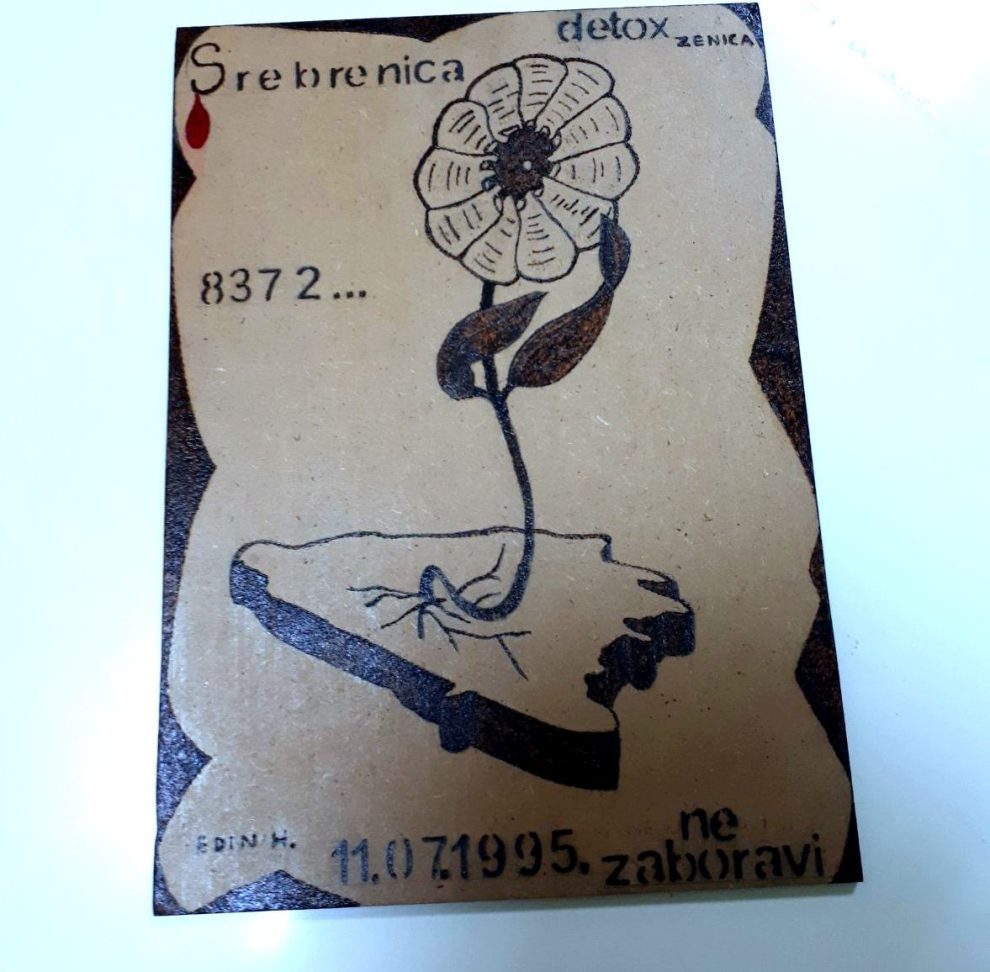 detox ZENICA
Srebrenica
8372...
EDIN H.
11.07.1995.
ne
zaboravi